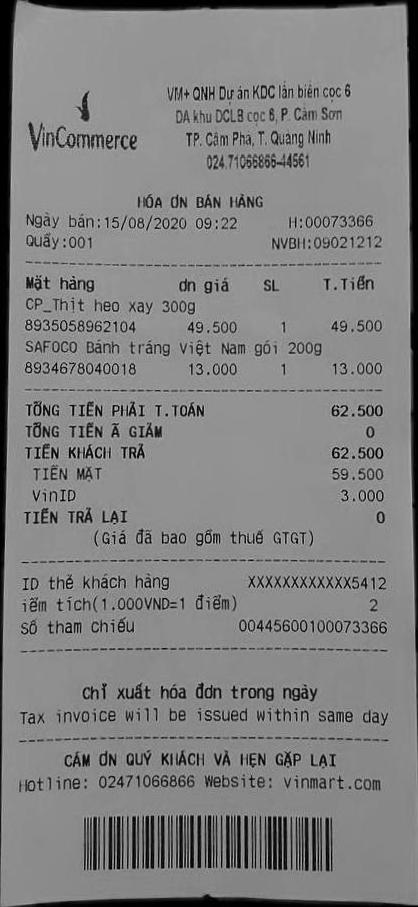 VinCommerce
VM+ QNH Dự án KDC lấn biển cọc 6
DA khu DCLB cọc 6, P. Cẩm Sơn
TP. Cẩm Phả, T. Quảng Ninh
024.71066866-44561
HÓA ƠN BÁN HÀNG
Ngày bán:15/08/2020 09:22 H:00073366
Quầy:001 NVBH:09021212
Mặt hàng ơn giá SL T.Tiền
CP_Thịt heo xay 300g
8935058962104 49.500 1 49.500
SAFOCO Bánh tráng Việt Nam gói 200g
8934678040018 13.000 1 13.000
TỔNG TIỀN PHẢI T.TOÁN 62.500
TỔNG TIỀN Ã GIẢM 0
TIỀN KHÁCH TRẢ 62.500
TIỀN MẶT 59.500
VinID 3.000
TIỀN TRẢ LẠI 0
(Giá đã bao gồm thuế GTGT)
ID thẻ khách hàng XXXXXXXXXXXX5412
iểm tích(1.000VND=1 điểm) 2
Số tham chiếu 00445600100073366
Chỉ xuất hóa đơn trong ngày
Tax invoice will be issued within same day
CẢM ƠN QUÝ KHÁCH VÀ HẸN GẶP LẠI
Hotline: 02471066866 Website: vinmart.com